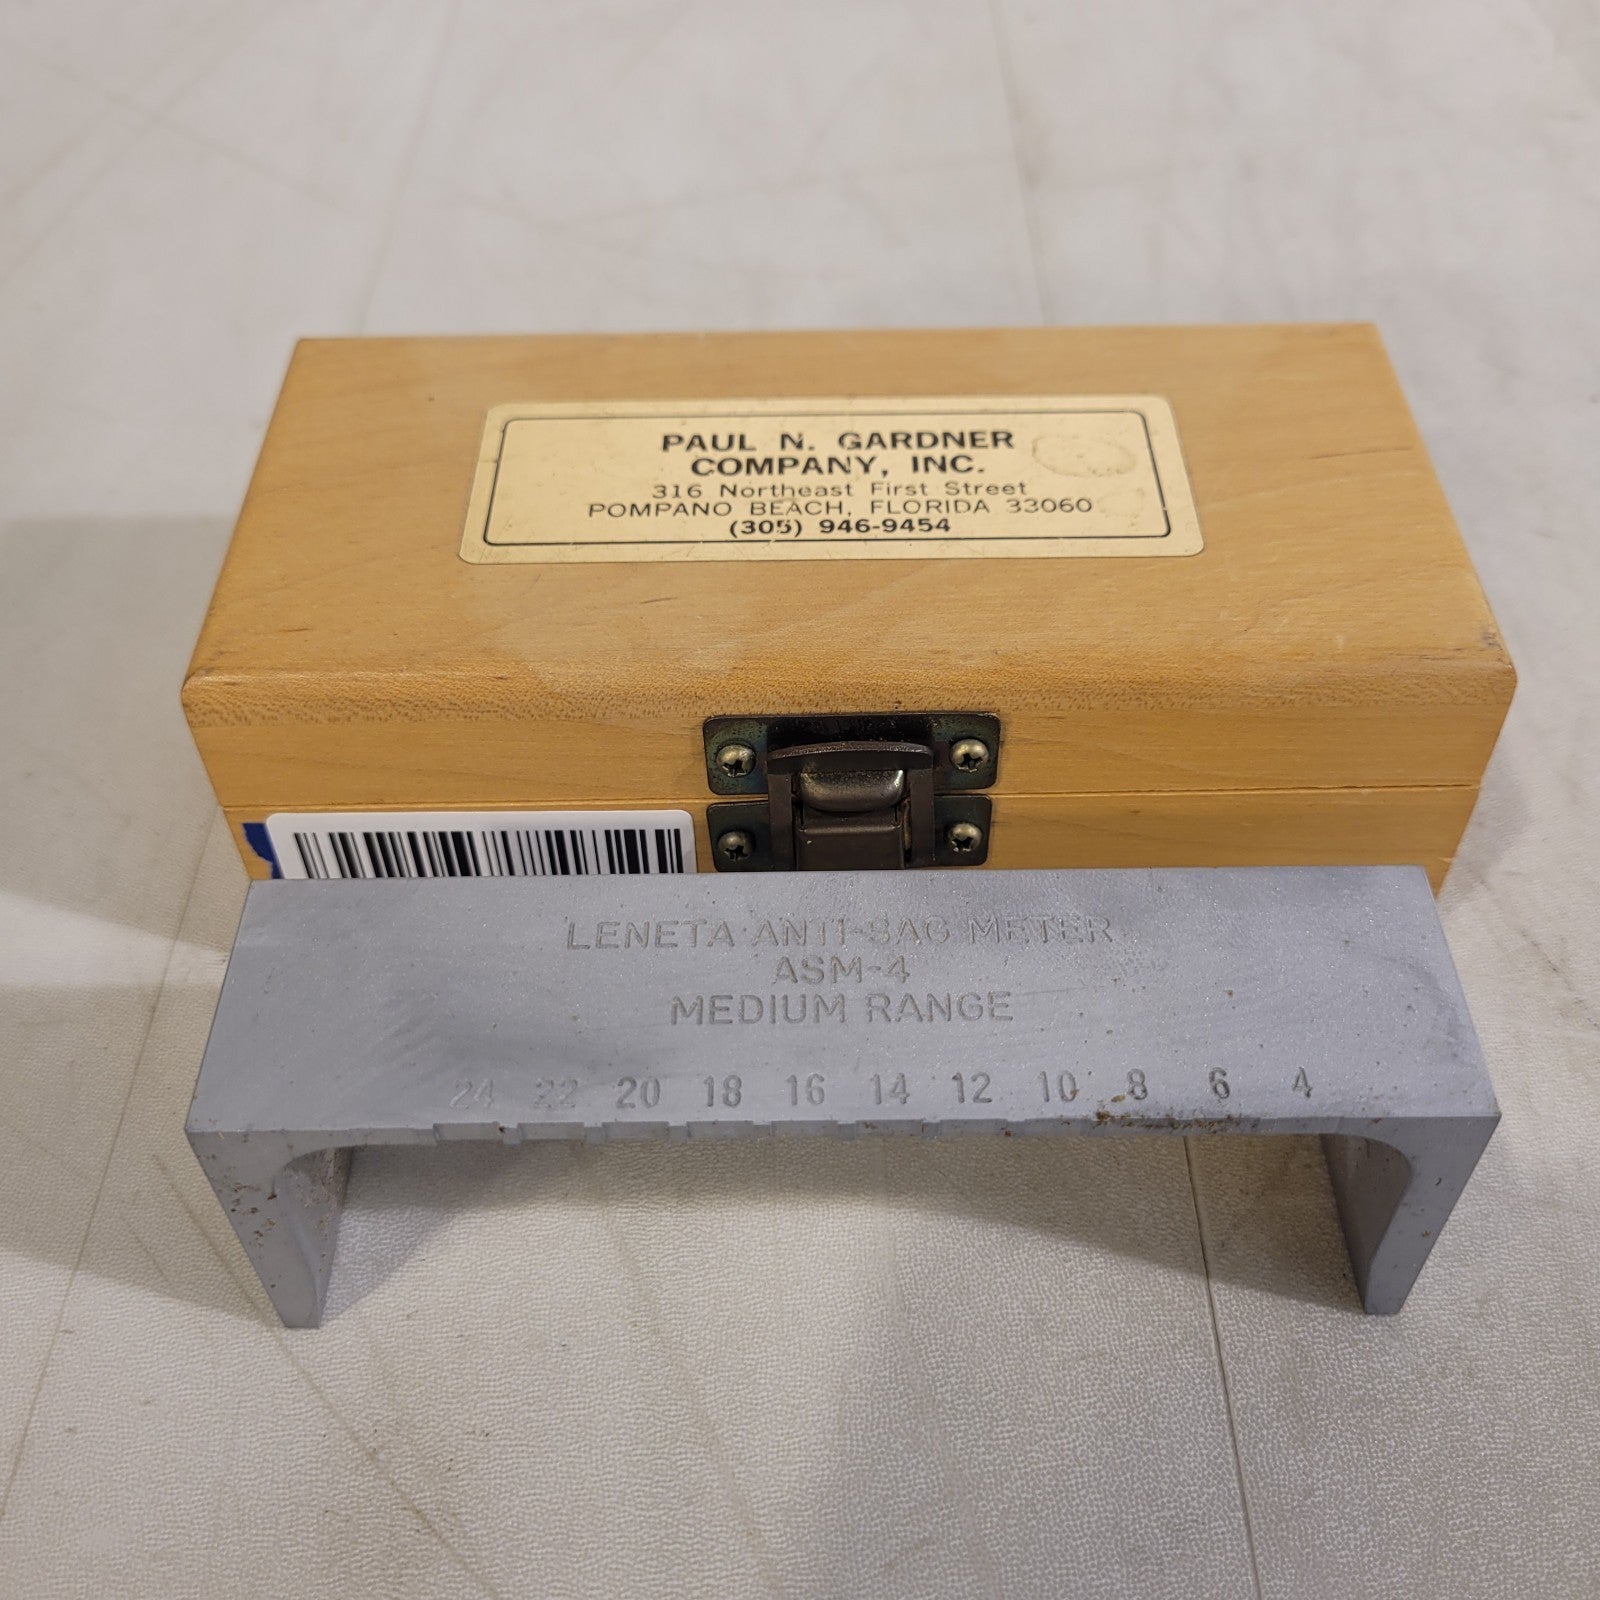 PAUL N. GARDNER
COMPANY, INC.
316 Northeast First Street
POMPANO BEACH, FLORIDA 33060
(305) 946-9454
LENETA ANTI-SAG METER
ASM-4
MEDIUM RANGE
24 22 20 18 16 14 12 10 8 6 4